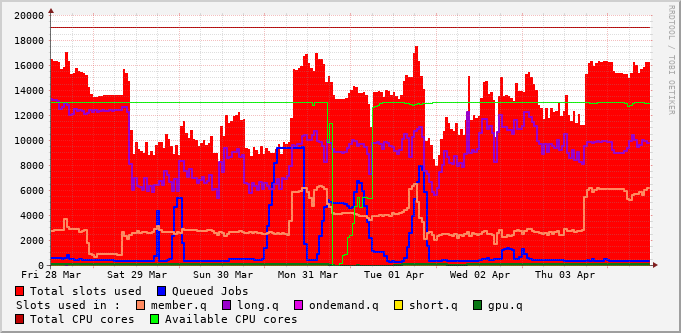 20000
18000
16000
14000
12000
10000
8000
6000
4000
2000
0
Fri 28 Mar Sat 29 Mar Sun 30 Mar Mon 31 Mar Tue 01 Apr Wed 02 Apr Thu 03 Apr
Total slots used Queued Jobs
Slots used in : member.q long.q ondemand.q short.q gpu.q
Total CPU cores Available CPU cores
RRDTOOL / TOBI OETIKER